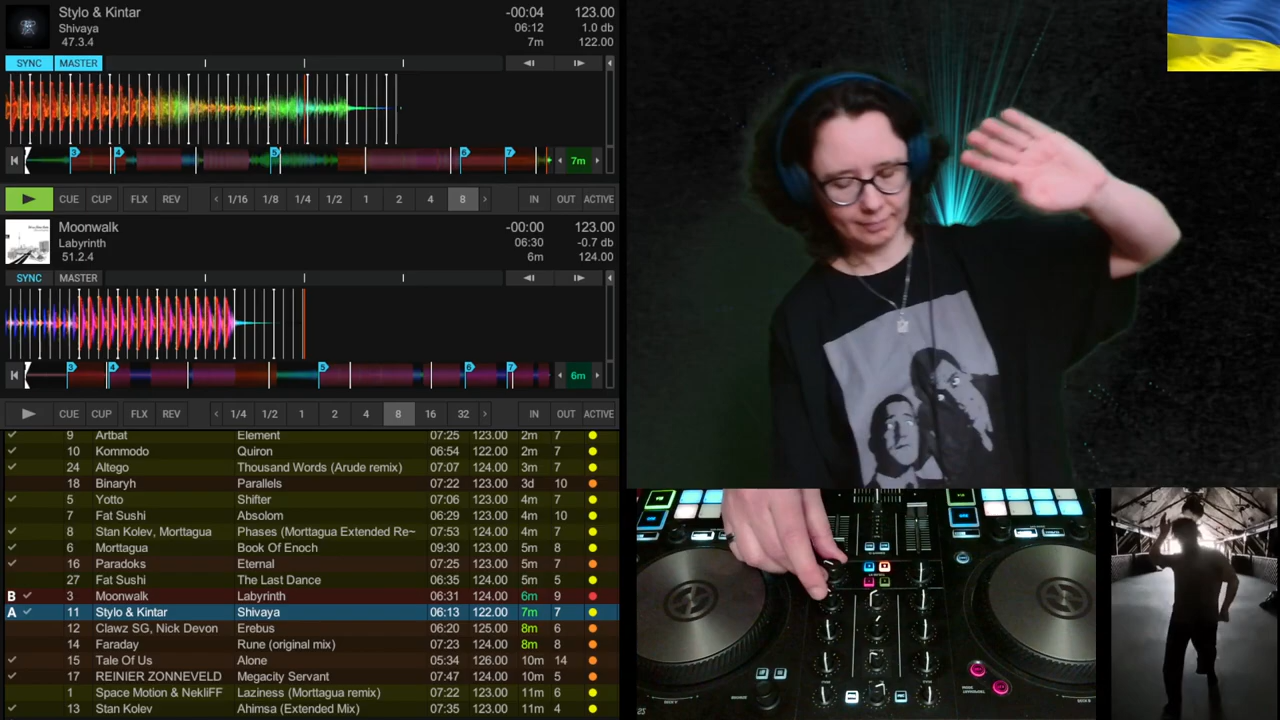 Stylo & Kintar -00:04 123.00
Shivaya 06:12 1.0 db
47.3.4 7m 122.00
SYNC MASTER
3 4 5 6 7 7m
CUE CUP FLX REV 1/16 1/8 1/4 1/2 1 2 4 8 IN OUT ACTIVE
Moonwalk -00:00 123.00
Labyrinth 06:30 -0.7 db
51.2.4 6m 124.00
SYNC MASTER
3 4 5 6 7 6m
CUE CUP FLX REV 1/4 1/2 1 2 4 8 16 32 IN OUT ACTIVE
9 Artbat Element 07:25 123.00 2m 7
10 Kommodo Quiron 06:54 122.00 2m 7
24 Altego Thousand Words (Arude remix) 07:07 124.00 3m 7
18 Binaryh Parallels 07:22 123.00 3d 10
5 Yotto Shifter 07:06 123.00 4m 7
7 Fat Sushi Absolom 06:29 123.00 4m 10
8 Stan Kolev, Morttagua Phases (Morttagua Extended Re~ 07:53 124.00 4m 7
6 Morttagua Book Of Enoch 09:30 123.00 5m 8
16 Paradoks Eternal 07:25 123.00 5m 7
27 Fat Sushi The Last Dance 06:35 124.00 5m 5
B 3 Moonwalk Labyrinth 06:31 124.00 6m 9
A 11 Stylo & Kintar Shivaya 06:13 122.00 7m 7
12 Clawz SG, Nick Devon Erebus 06:20 125.00 8m 6
14 Faraday Rune (original mix) 07:23 124.00 8m 8
15 Tale Of Us Alone 05:34 126.00 10m 14
17 REINIER ZONNEVELD Megacity Servant 07:47 124.00 10m 5
1 Space Motion & NekliFF Laziness (Morttagua remix) 07:22 123.00 11m 6
13 Stan Kolev Ahimsa (Extended Mix) 07:35 123.00 11m 4